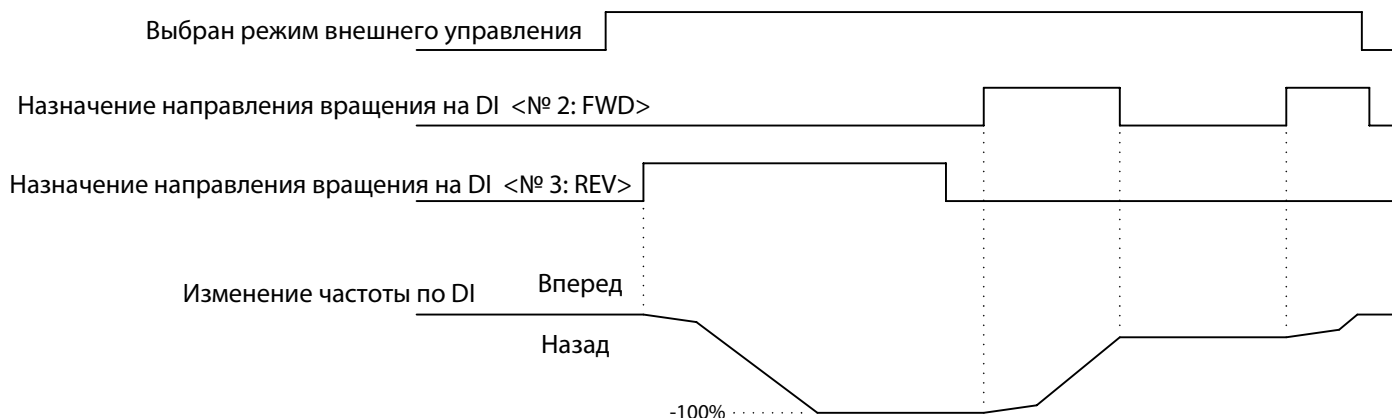 Выбран режим внешнего управления
Назначение направления вращения на DI <№ 2: FWD>
Назначение направления вращения на DI <№ 3: REV>
Вперед
Изменение частоты по DI
Назад
-100%